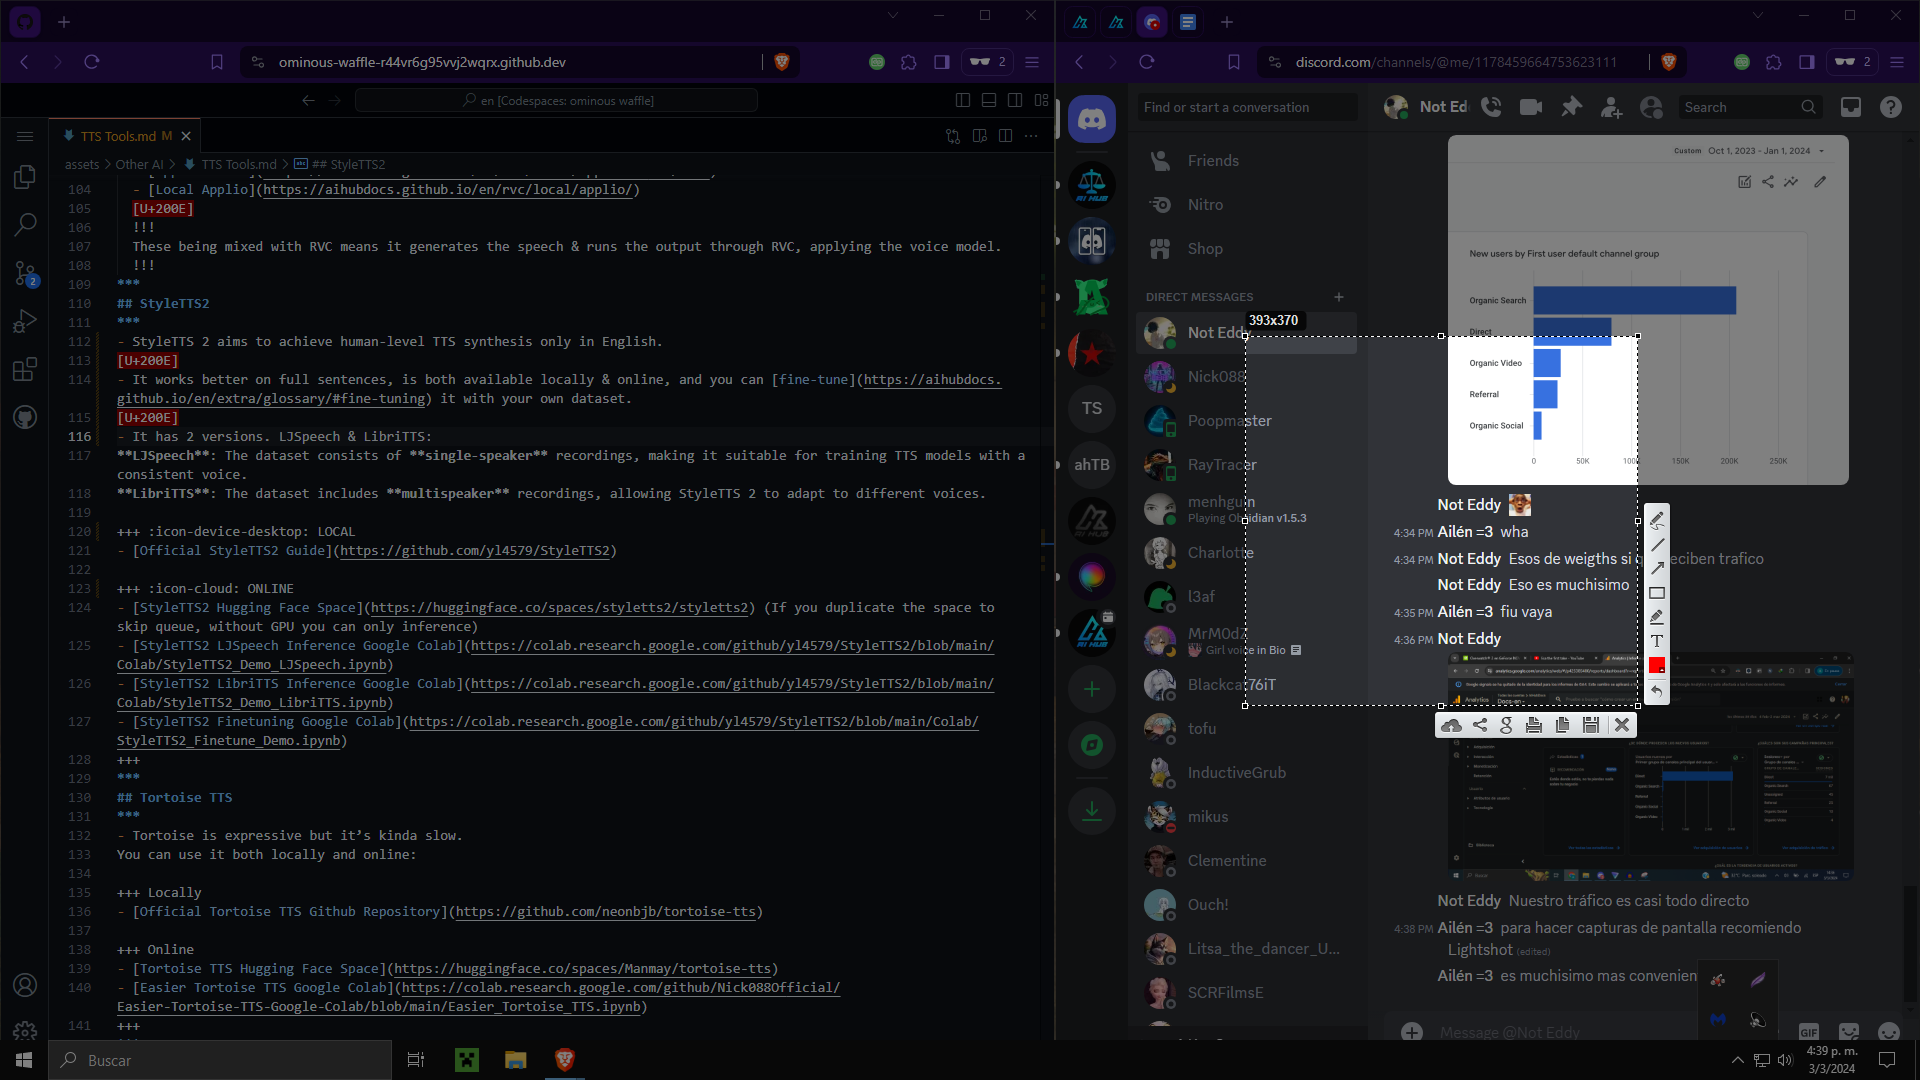 ominous-waffle-r44vr6g95vvj2wqrx.github.dev
2
en [Codespaces: ominous waffle]
TTS Tools.md M
assets > Other AI > TTS Tools.md > ## StyleTTS2
104 - [Local Applio](https://aihubdocs.github.io/en/rvc/local/applio/)
105 [U+200E]
106 !!!
107 These being mixed with RVC means it generates the speech & runs the output through RVC, applying the voice model.
108 !!!
109 ***
110 ## StyleTTS2
111 ***
112 - StyleTTS 2 aims to achieve human-level TTS synthesis only in English.
113 [U+200E]
114 - It works better on full sentences, is both available locally & online, and you can [fine-tune](https://aihubdocs.
github.io/en/extra/glossary/#fine-tuning) it with your own dataset.
115 [U+200E]
116 - It has 2 versions. LJSpeech & LibriTTS:
117 **LJSpeech**: The dataset consists of **single-speaker** recordings, making it suitable for training TTS models with a
consistent voice.
118 **LibriTTS**: The dataset includes **multispeaker** recordings, allowing StyleTTS 2 to adapt to different voices.
119
120 +++ :icon-device-desktop: LOCAL
121 - [Official StyleTTS2 Guide](https://github.com/yl4579/StyleTTS2)
122
123 +++ :icon-cloud: ONLINE
124 - [StyleTTS2 Hugging Face Space](https://huggingface.co/spaces/styletts2/styletts2) (If you duplicate the space to
skip queue, without GPU you can only inference)
125 - [StyleTTS2 LJSpeech Inference Google Colab](https://colab.research.google.com/github/yl4579/StyleTTS2/blob/main/
Colab/StyleTTS2_Demo_LJSpeech.ipynb)
126 - [StyleTTS2 LibriTTS Inference Google Colab](https://colab.research.google.com/github/yl4579/StyleTTS2/blob/main/
Colab/StyleTTS2_Demo_LibriTTS.ipynb)
127 - [StyleTTS2 Finetuning Google Colab](https://colab.research.google.com/github/yl4579/StyleTTS2/blob/main/Colab/
StyleTTS2_Finetune_Demo.ipynb)
128 +++
129 ***
130 ## Tortoise TTS
131 ***
132 - Tortoise is expressive but it’s kinda slow.
133 You can use it both locally and online:
134
135 +++ Locally
136 - [Official Tortoise TTS Github Repository](https://github.com/neonbjb/tortoise-tts)
137
138 +++ Online
139 - [Tortoise TTS Hugging Face Space](https://huggingface.co/spaces/Manmay/tortoise-tts)
140 - [Easier Tortoise TTS Google Colab](https://colab.research.google.com/github/Nick088Official/
Easier-Tortoise-TTS-Google-Colab/blob/main/Easier_Tortoise_TTS.ipynb)
141 +++
2
discord.com/channels/@me/1178459664753623111
2
Find or start a conversation
Not Ed
Search
Friends
Nitro
Shop
DIRECT MESSAGES
Not Eddy
Nick088
Poopmaster
RayTracer
menhguin
Playing Obsidian v1.5.3
Charlotte
l3af
MrM0dZ
Girl voice in Bio
Blackcat76iT
tofu
InductiveGrub
mikus
Clementine
Ouch!
Litsa_the_dancer_U...
SCRFilmsE
AI HUB
TS
ahTB
AI HUB
393x370
Custom Oct 1, 2023 - Jan 1, 2024
New users by First user default channel group
Organic Search
Direct
Organic Video
Referral
Organic Social
0 50K 100K 150K 200K 250K
Not Eddy
4:34 PM Ailén =3 wha
4:34 PM Not Eddy Esos de weigths si q eciben trafico
Not Eddy Eso es muchisimo
4:35 PM Ailén =3 fiu vaya
4:36 PM Not Eddy
Analytics
Not Eddy Nuestro tráfico es casi todo directo
4:38 PM Ailén =3 para hacer capturas de pantalla recomiendo
Lightshot (edited)
Ailén =3 es muchisimo mas convenien
Message @Not Eddy
GIF
T
g
Buscar
4:39 p. m.
3/3/2024